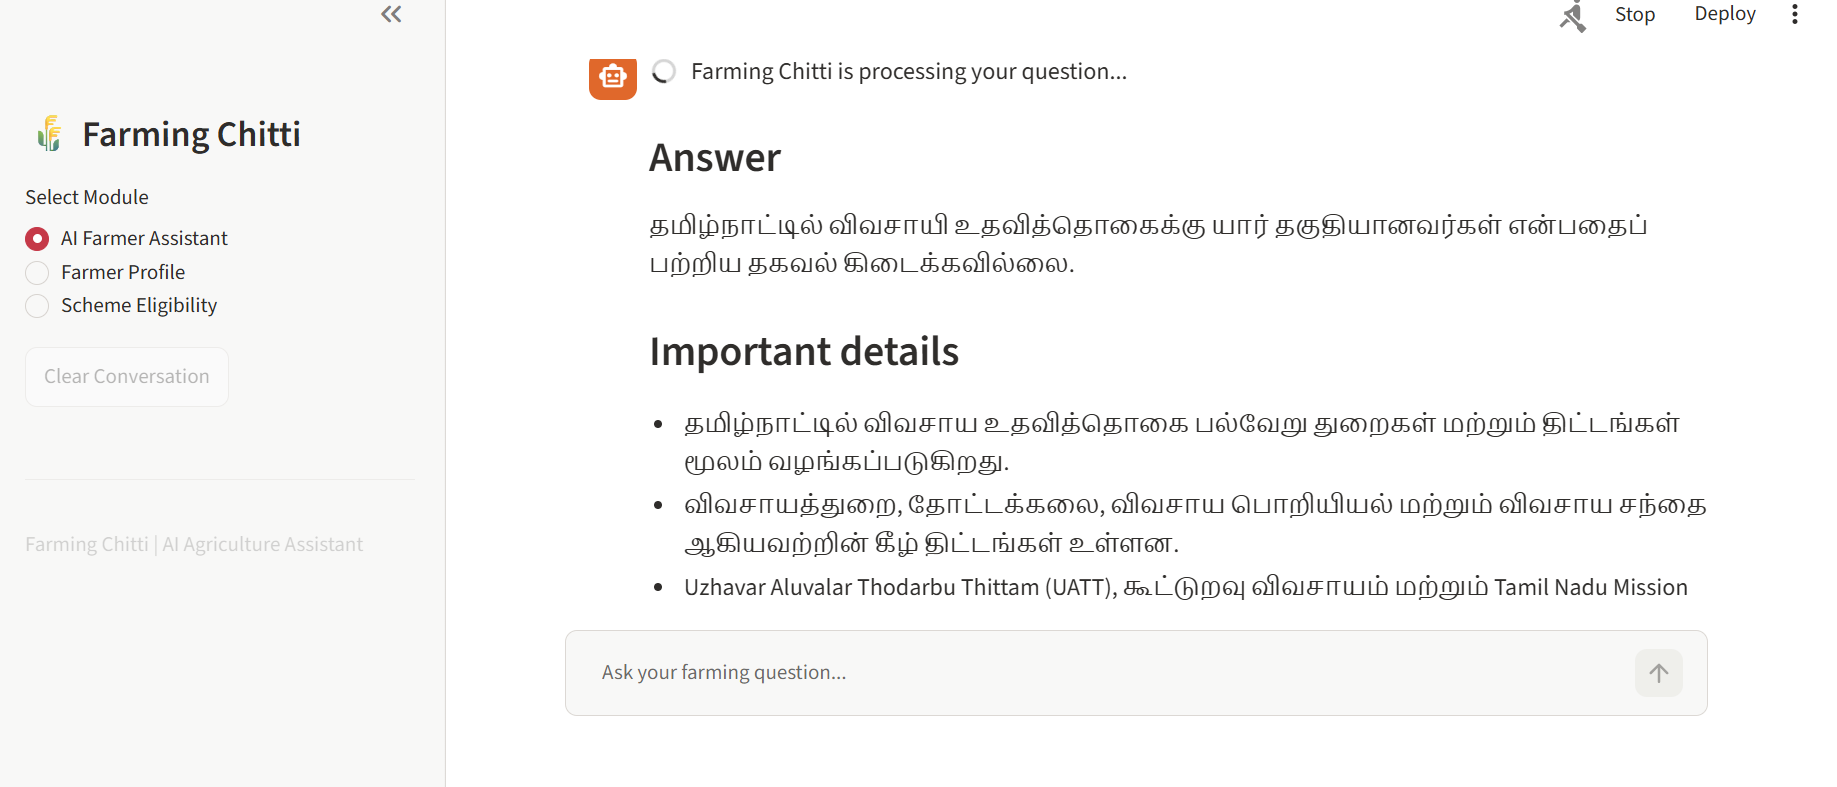 Stop
Deploy
Farming Chitti
Select Module
AI Farmer Assistant
Farmer Profile
Scheme Eligibility
Clear Conversation
Farming Chitti | AI Agriculture Assistant
Farming Chitti is processing your question...
Answer
தமிழ்நாட்டில் விவசாயி உதவித்தொகைக்கு யார் தகுதியானவர்கள் என்பதைப்
பற்றிய தகவல் கிடைக்கவில்லை.
Important details
தமிழ்நாட்டில் விவசாய உதவித்தொகை பல்வேறு துறைகள் மற்றும் திட்டங்கள்
மூலம் வழங்கப்படுகிறது.
விவசாயத்துறை, தோட்டக்கலை, விவசாய பொறியியல் மற்றும் விவசாய சந்தை
ஆகியவற்றின் கீழ் திட்டங்கள் உள்ளன.
Uzhavar Aluvalar Thodarbu Thittam (UATT), கூட்டுறவு விவசாயம் மற்றும் Tamil Nadu Mission
Ask your farming question...